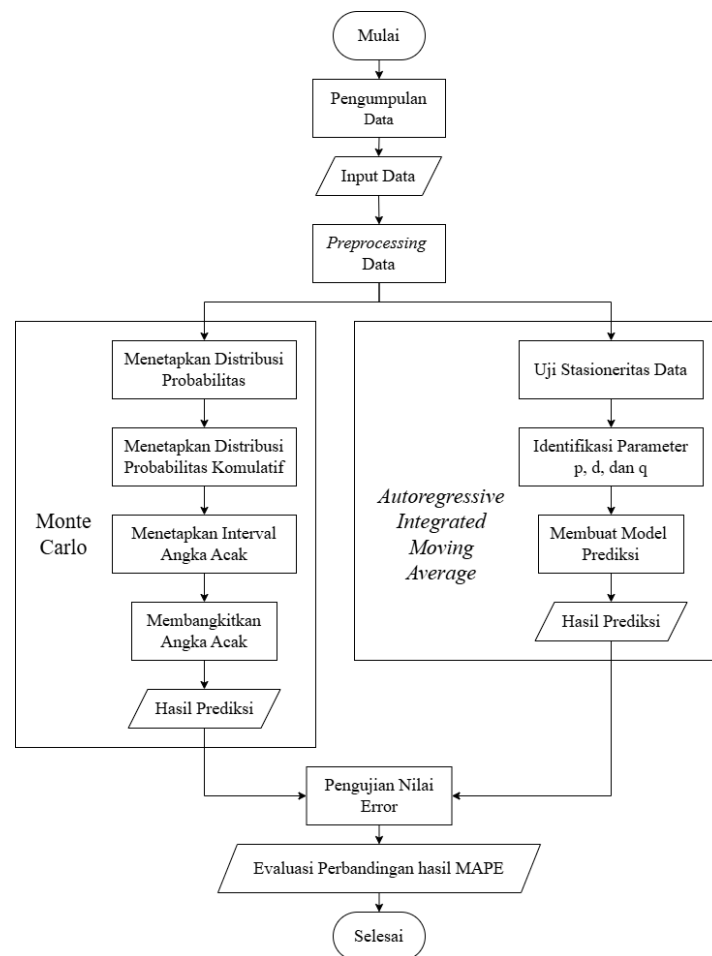 Mulai
Pengumpulan
Data
Input Data
Preprocessing
Data
Monte
Carlo
Menetapkan Distribusi
Probabilitas
Menetapkan Distribusi
Probabilitas Komulatif
Menetapkan Interval
Angka Acak
Membangkitkan
Angka Acak
Hasil Prediksi
Autoregressive
Integrated
Moving
Average
Uji Stasioneritas Data
Identifikasi Parameter
p, d, dan q
Membuat Model
Prediksi
Hasil Prediksi
Pengujian Nilai
Error
Evaluasi Perbandingan hasil MAPE
Selesai